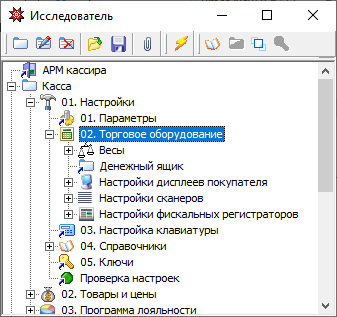 Исследователь
АРМ кассира
Касса
01. Настройки
01. Параметры
02. Торговое оборудование
Весы
Денежный ящик
Настройки дисплеев покупателя
Настройки сканеров
Настройки фискальных регистраторов
03. Настройка клавиатуры
04. Справочники
05. Ключи
Проверка настроек
02. Товары и цены
03. Программа лояльности